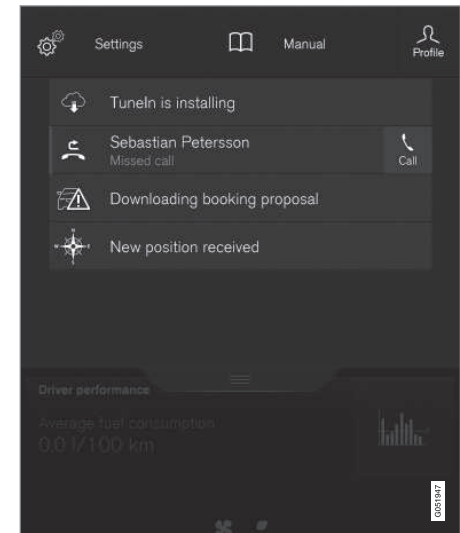 Settings
Manual
Profile
TuneIn is installing
Sebastian Petersson
Missed call
Call
Downloading booking proposal
New position received
Driver performance
Average fuel consumption
0.0 l/100 km
G051947